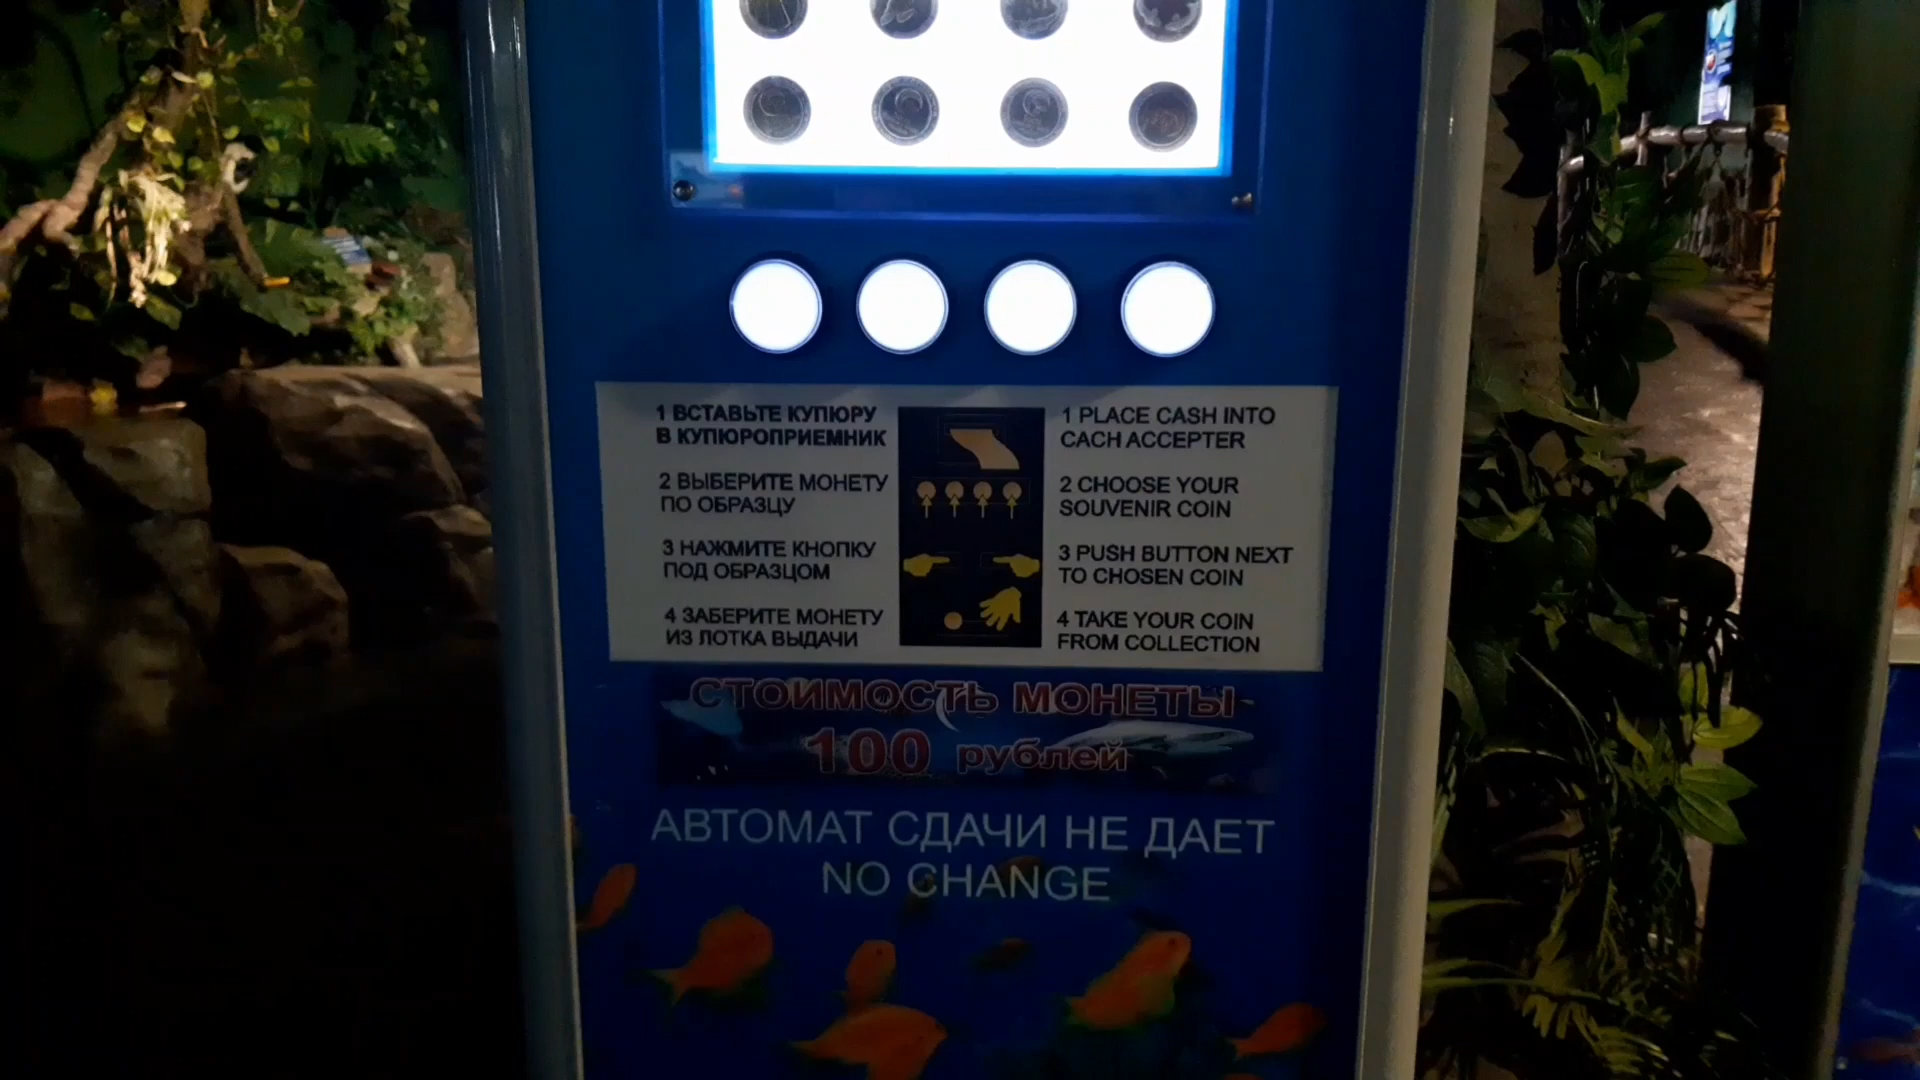 1 ВСТАВЬТЕ КУПЮРУ
В КУПЮРОПРИЕМНИК
2 ВЫБЕРИТЕ МОНЕТУ
ПО ОБРАЗЦУ
3 НАЖМИТЕ КНОПКУ
ПОД ОБРАЗЦОМ
4 ЗАБЕРИТЕ МОНЕТУ
ИЗ ЛОТКА ВЫДАЧИ
1 PLACE CASH INTO
CACH ACCEPTER
2 CHOOSE YOUR
SOUVENIR COIN
3 PUSH BUTTON NEXT
TO CHOSEN COIN
4 TAKE YOUR COIN
FROM COLLECTION
СТОИМОСТЬ МОНЕТЫ
100 рублей
АВТОМАТ СДАЧИ НЕ ДАЕТ
NO CHANGE